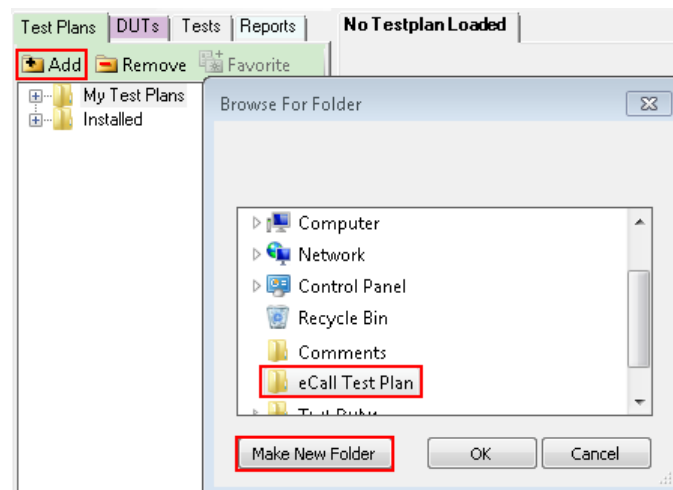 Test Plans DUTs Tests Reports No Testplan Loaded
Add Remove Favorite
My Test Plans
Installed
Browse For Folder
Computer
Network
Control Panel
Recycle Bin
Comments
eCall Test Plan
Make New Folder OK Cancel